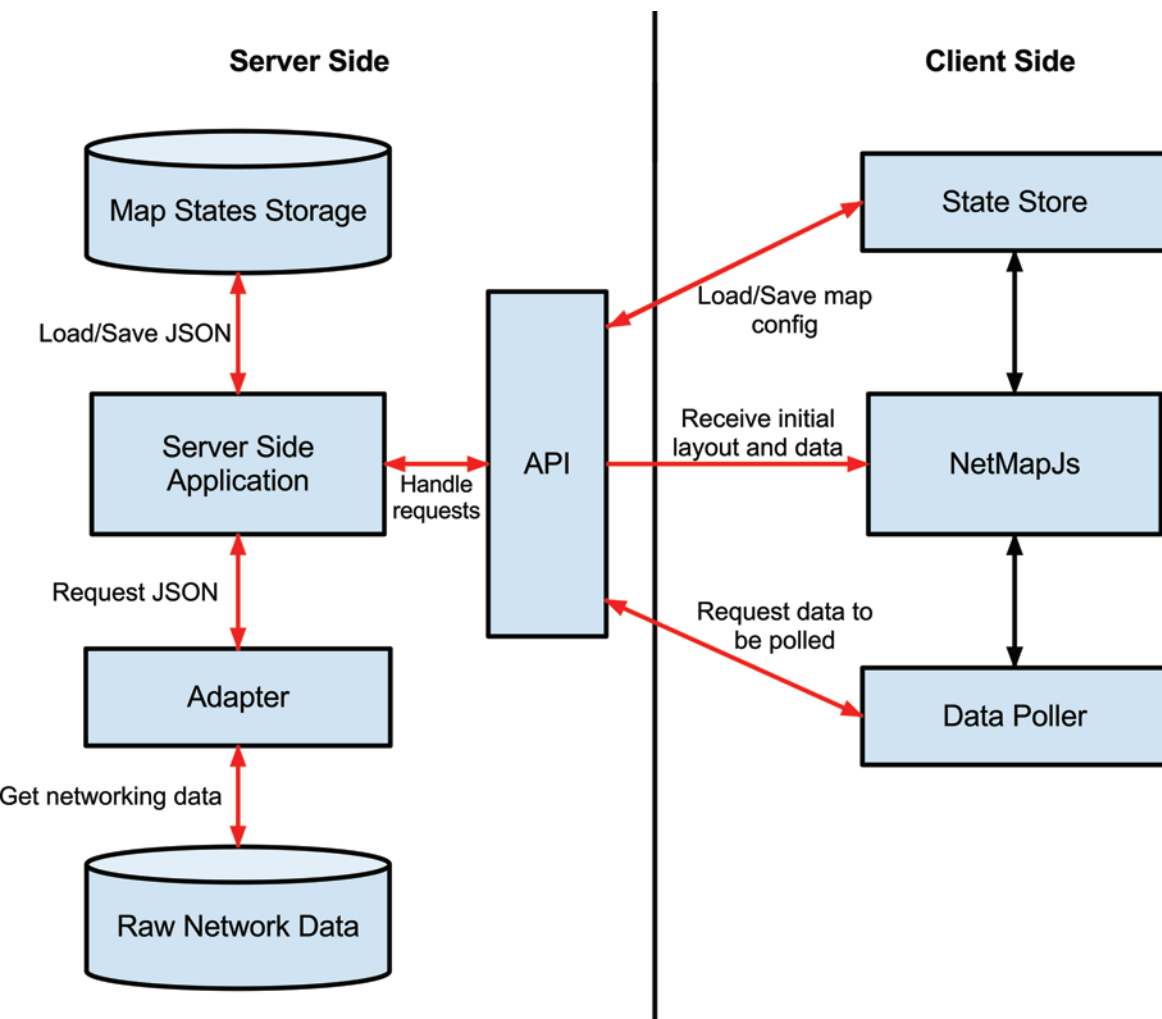 Server Side
Client Side
Map States Storage
State Store
Load/Save JSON
Load/Save map
config
Server Side
Application
Handle
requests
API
Receive initial
layout and data
NetMapJs
Request JSON
Request data to
be polled
Adapter
Data Poller
Get networking data
Raw Network Data